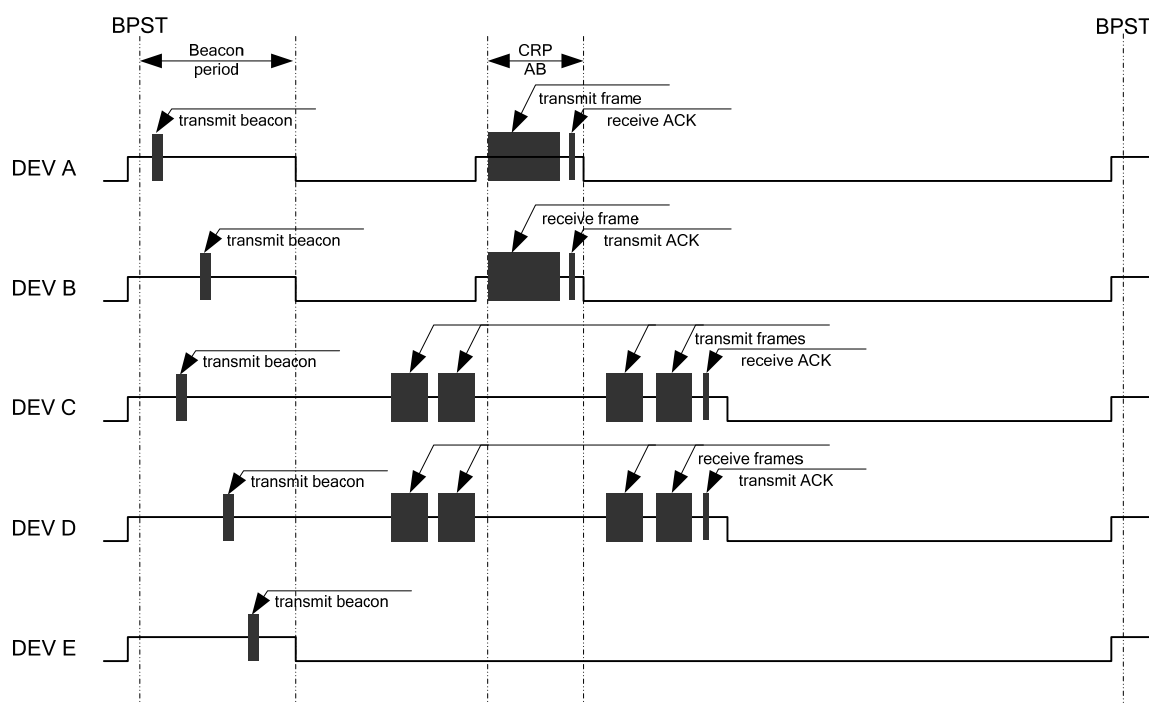 BPST
BPST
Beacon
period
CRP
AB
transmit frame
transmit beacon
receive ACK
DEV A
receive frame
transmit beacon
transmit ACK
DEV B
transmit frames
transmit beacon
receive ACK
DEV C
receive frames
transmit beacon
transmit ACK
DEV D
transmit beacon
DEV E